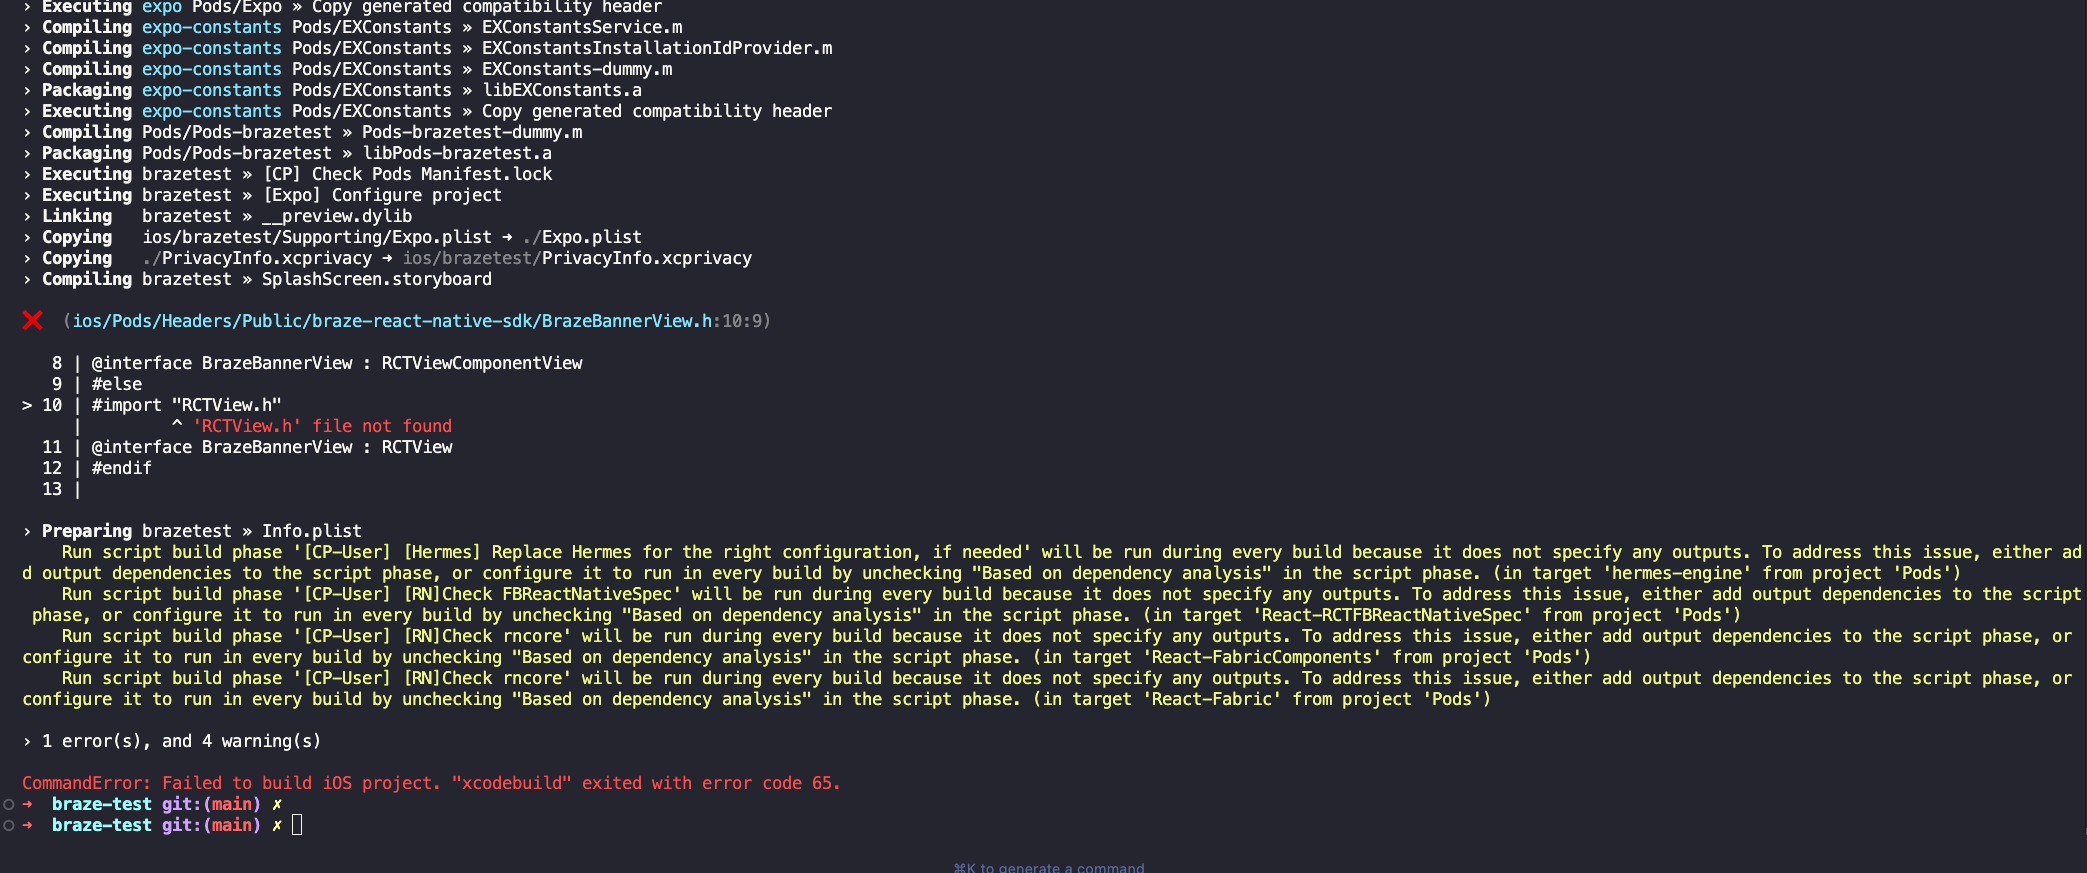 › Executing expo Pods/Expo » Copy generated compatibility header
› Compiling expo-constants Pods/EXConstants » EXConstantsService.m
› Compiling expo-constants Pods/EXConstants » EXConstantsInstallationIdProvider.m
› Compiling expo-constants Pods/EXConstants » EXConstants-dummy.m
› Packaging expo-constants Pods/EXConstants » libEXConstants.a
› Executing expo-constants Pods/EXConstants » Copy generated compatibility header
› Compiling Pods/Pods-brazetest » Pods-brazetest-dummy.m
› Packaging Pods/Pods-brazetest » libPods-brazetest.a
› Executing brazetest » [CP] Check Pods Manifest.lock
› Executing brazetest » [Expo] Configure project
› Linking   brazetest » __preview.dylib
› Copying   ios/brazetest/Supporting/Expo.plist ➜ ./Expo.plist
› Copying   ./PrivacyInfo.xcprivacy ➜ ios/brazetest/PrivacyInfo.xcprivacy
› Compiling brazetest » SplashScreen.storyboard
❌  (ios/Pods/Headers/Public/braze-react-native-sdk/BrazeBannerView.h:10:9)
   8 | @interface BrazeBannerView : RCTViewComponentView
   9 | #else
> 10 | #import "RCTView.h"
     |         ^ 'RCTView.h' file not found
  11 | @interface BrazeBannerView : RCTView
  12 | #endif
  13 |
› Preparing brazetest » Info.plist
    Run script build phase '[CP-User] [Hermes] Replace Hermes for the right configuration, if needed' will be run during every build because it does not specify any outputs. To address this issue, either ad
d output dependencies to the script phase, or configure it to run in every build by unchecking "Based on dependency analysis" in the script phase. (in target 'hermes-engine' from project 'Pods')
    Run script build phase '[CP-User] [RN]Check FBReactNativeSpec' will be run during every build because it does not specify any outputs. To address this issue, either add output dependencies to the script
 phase, or configure it to run in every build by unchecking "Based on dependency analysis" in the script phase. (in target 'React-RCTFBReactNativeSpec' from project 'Pods')
    Run script build phase '[CP-User] [RN]Check rncore' will be run during every build because it does not specify any outputs. To address this issue, either add output dependencies to the script phase, or
configure it to run in every build by unchecking "Based on dependency analysis" in the script phase. (in target 'React-FabricComponents' from project 'Pods')
    Run script build phase '[CP-User] [RN]Check rncore' will be run during every build because it does not specify any outputs. To address this issue, either add output dependencies to the script phase, or
configure it to run in every build by unchecking "Based on dependency analysis" in the script phase. (in target 'React-Fabric' from project 'Pods')
› 1 error(s), and 4 warning(s)
CommandError: Failed to build iOS project. "xcodebuild" exited with error code 65.
➜  braze-test git:(main) ✗
➜  braze-test git:(main) ✗
⌘K to generate a command